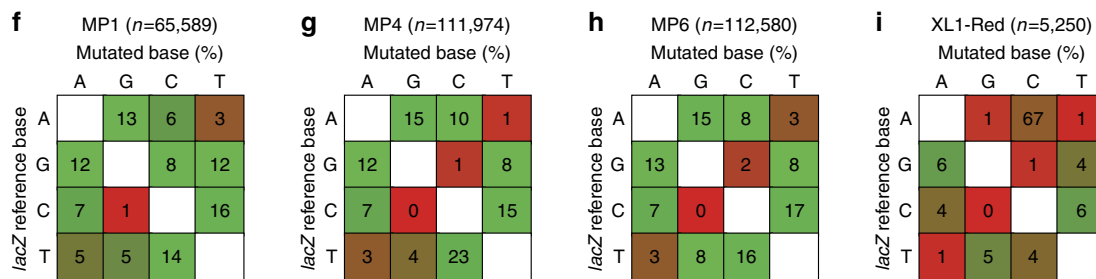 f MP1 (n=65,589)
Mutated base (%)
A G C T
lacZ reference base
A 13 6 3
G 12 8 12
C 7 1 16
T 5 5 14
g MP4 (n=111,974)
Mutated base (%)
A G C T
lacZ reference base
A 15 10 1
G 12 1 8
C 7 0 15
T 3 4 23
h MP6 (n=112,580)
Mutated base (%)
A G C T
lacZ reference base
A 15 8 3
G 13 2 8
C 7 0 17
T 3 8 16
i XL1-Red (n=5,250)
Mutated base (%)
A G C T
lacZ reference base
A 1 67 1
G 6 1 4
C 4 0 6
T 1 5 4